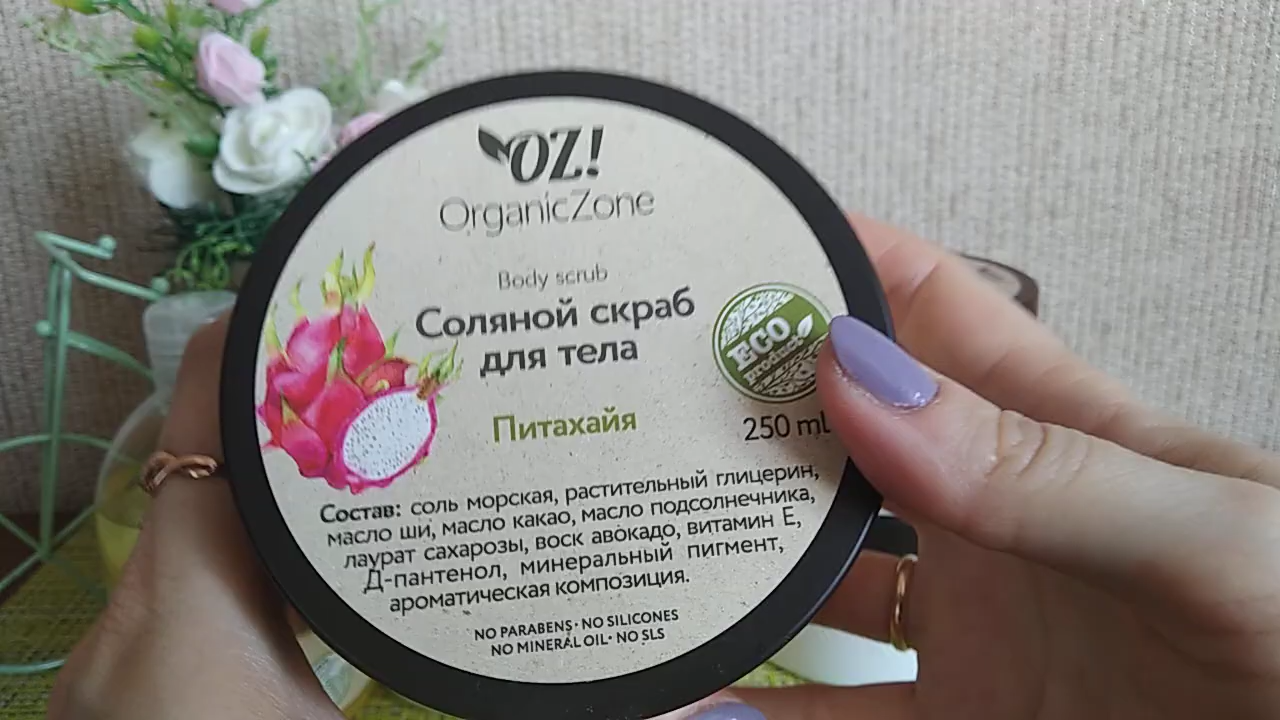 OZ!
OrganicZone
Body scrub
Соляной скраб
для тела
Питахайя
ECO
product
250 ml
Состав: соль морская, растительный глицерин,
масло ши, масло какао, масло подсолнечника,
лаурат сахарозы, воск авокадо, витамин Е,
Д-пантенол, минеральный пигмент,
ароматическая композиция.
NO PARABENS · NO SILICONES
NO MINERAL OIL · NO SLS